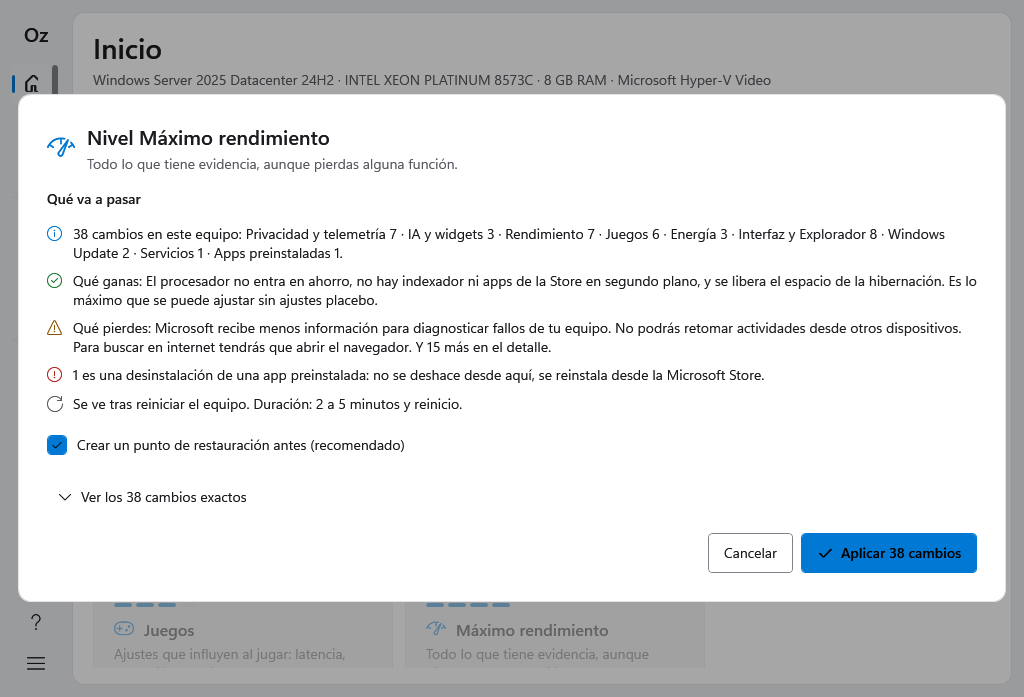 Oz
Inicio
Windows Server 2025 Datacenter 24H2 · INTEL XEON PLATINUM 8573C · 8 GB RAM · Microsoft Hyper-V Video
Nivel Máximo rendimiento
Todo lo que tiene evidencia, aunque pierdas alguna función.
Qué va a pasar
38 cambios en este equipo: Privacidad y telemetría 7 · IA y widgets 3 · Rendimiento 7 · Juegos 6 · Energía 3 · Interfaz y Explorador 8 · Windows
Update 2 · Servicios 1 · Apps preinstaladas 1.
Qué ganas: El procesador no entra en ahorro, no hay indexador ni apps de la Store en segundo plano, y se libera el espacio de la hibernación. Es lo
máximo que se puede ajustar sin ajustes placebo.
Qué pierdes: Microsoft recibe menos información para diagnosticar fallos de tu equipo. No podrás retomar actividades desde otros dispositivos.
Para buscar en internet tendrás que abrir el navegador. Y 15 más en el detalle.
1 es una desinstalación de una app preinstalada: no se deshace desde aquí, se reinstala desde la Microsoft Store.
Se ve tras reiniciar el equipo. Duración: 2 a 5 minutos y reinicio.
Crear un punto de restauración antes (recomendado)
Ver los 38 cambios exactos
Cancelar
Aplicar 38 cambios
Juegos
Ajustes que influyen al jugar: latencia,
Máximo rendimiento
Todo lo que tiene evidencia, aunque